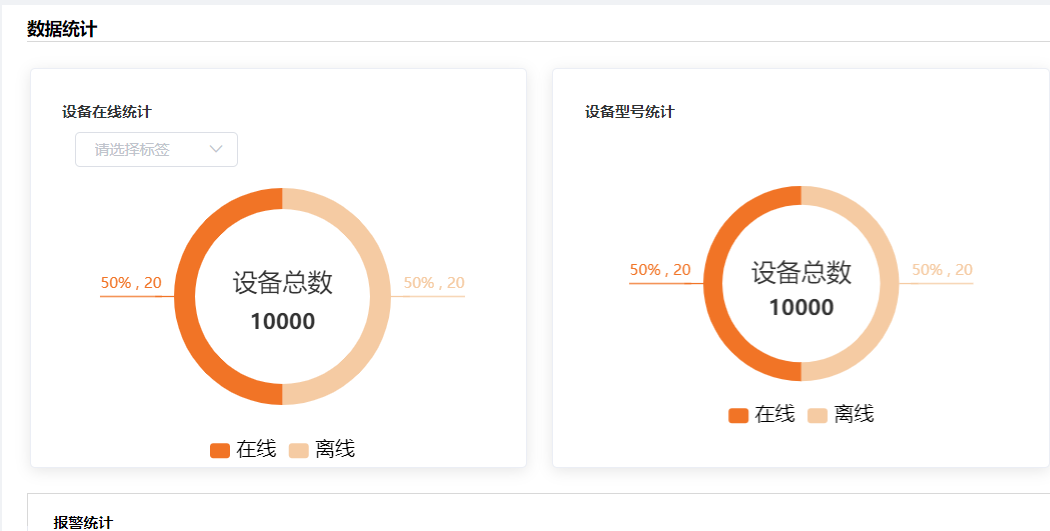 数据统计
设备在线统计
请选择标签
50% , 20
设备总数
10000
50% , 20
在线 离线
设备型号统计
50% , 20
设备总数
10000
50% , 20
在线 离线
报警统计